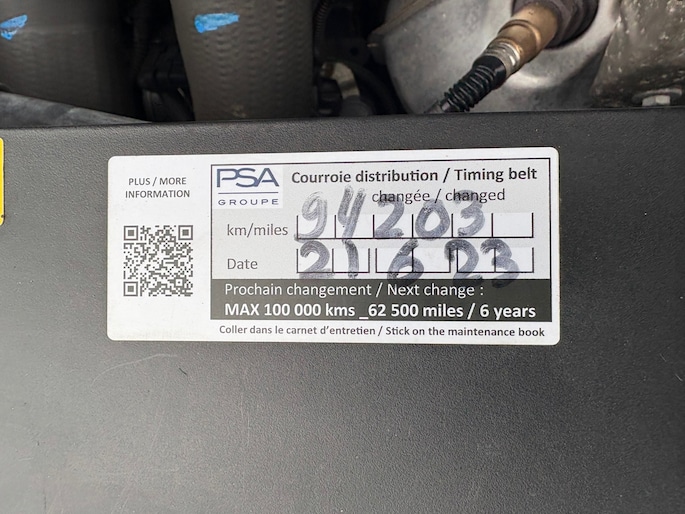 PLUS / MORE
INFORMATION
PSA
GROUPE
Courroie distribution / Timing belt
changée / changed
km/miles 94203
Date 21 6 23
Prochain changement / Next change :
MAX 100 000 kms _62 500 miles / 6 years
Coller dans le carnet d'entretien / Stick on the maintenance book